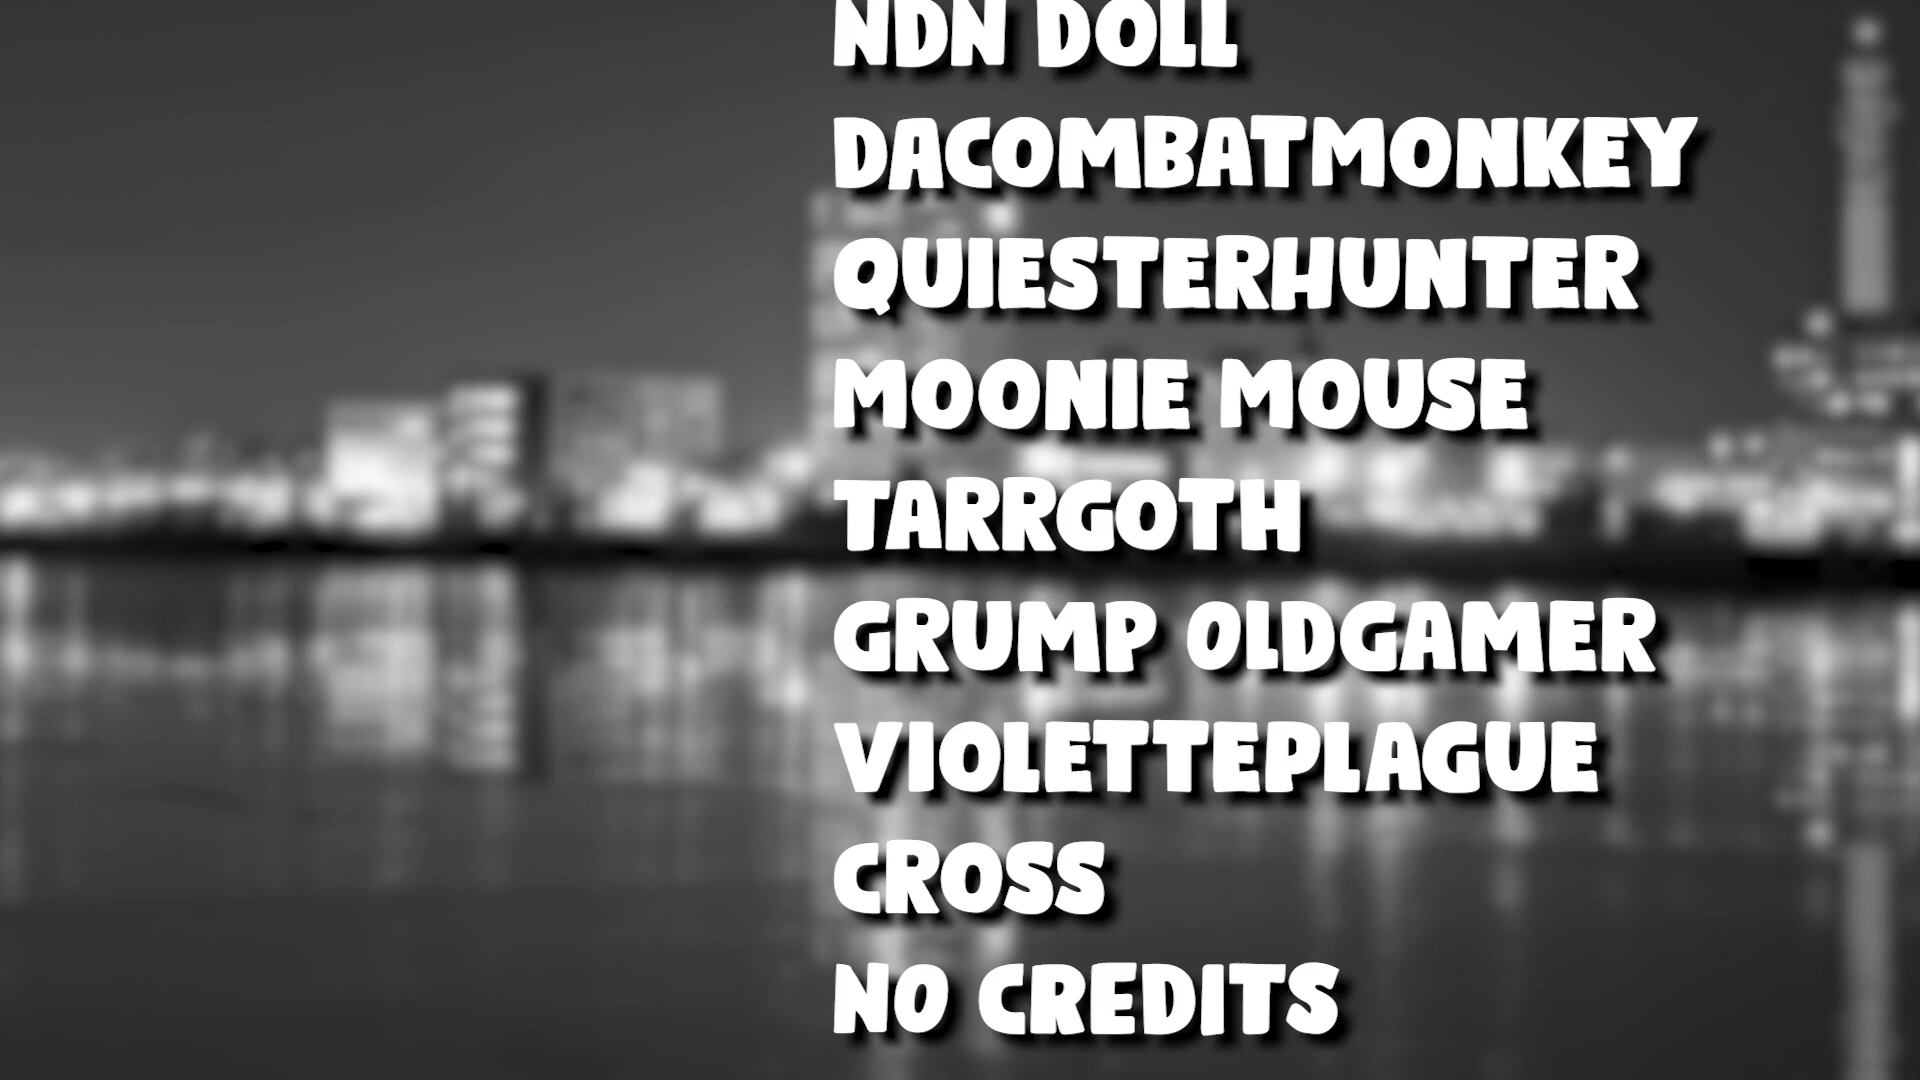 NDN DOLL
DACOMBATMONKEY
QUIESTERHUNTER
MOONIE MOUSE
TARRGOTH
GRUMP OLDGAMER
VIOLETTEPLAGUE
CROSS
NO CREDITS